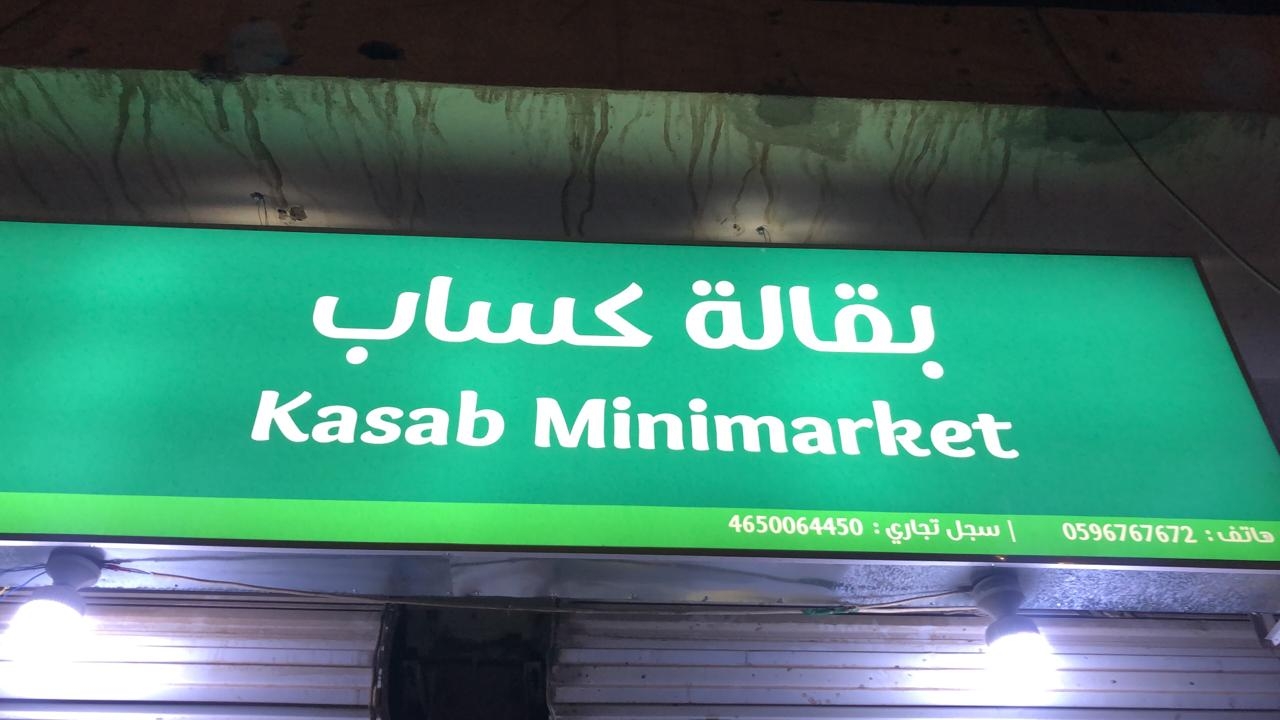 بقالة كساب
Kasab Minimarket
هاتف: 0596767672 | سجل تجاري: 4650064450